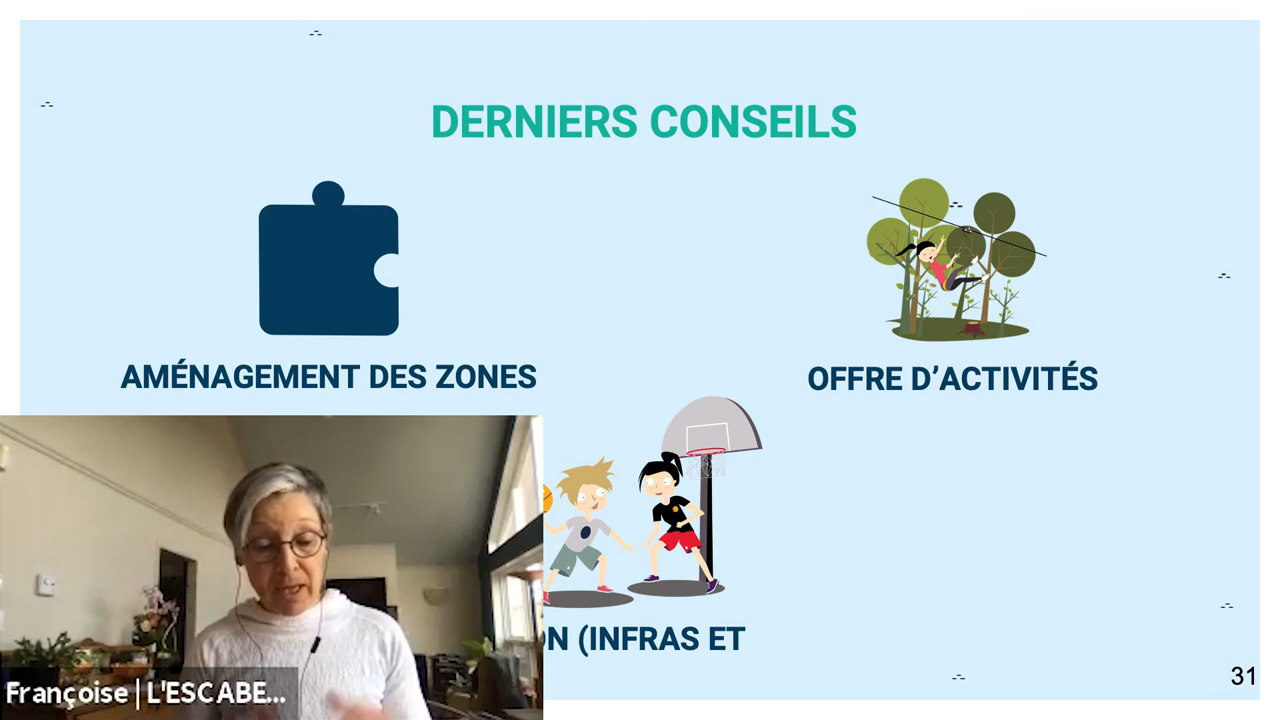 DERNIERS CONSEILS
AMÉNAGEMENT DES ZONES
OFFRE D’ACTIVITÉS
(INFRAS ET
Françoise | L'ESCABE...
31